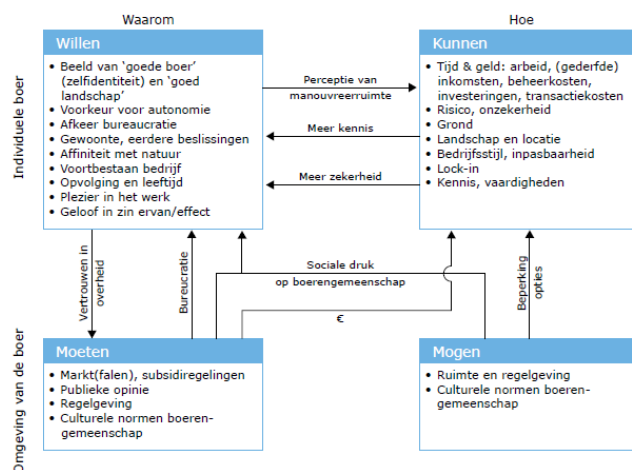 Waarom
Hoe
Individuele boer
Willen
• Beeld van ‘goede boer’
(zelfidentiteit) en ‘goed
landschap’
• Voorkeur voor autonomie
• Afkeer bureaucratie
• Gewoonte, eerdere beslissingen
• Affiniteit met natuur
• Voortbestaan bedrijf
• Opvolging en leeftijd
• Plezier in het werk
• Geloof in zin ervan/effect
Perceptie van
manouvreerruimte
Meer kennis
Meer zekerheid
Kunnen
• Tijd & geld: arbeid, (gederfde)
inkomsten, beheerkosten,
investeringen, transactiekosten
• Risico, onzekerheid
• Grond
• Landschap en locatie
• Bedrijfsstijl, inpasbaarheid
• Lock-in
• Kennis, vaardigheden
Vertrouwen in
overheid
Bureaucratie
Sociale druk
op boerengemeenschap
€
Beperking
opties
Omgeving van de boer
Moeten
• Markt(falen), subsidiregelingen
• Publieke opinie
• Regelgeving
• Culturele normen boeren-
gemeenschap
Mogen
• Ruimte en regelgeving
• Culturele normen boeren-
gemeenschap